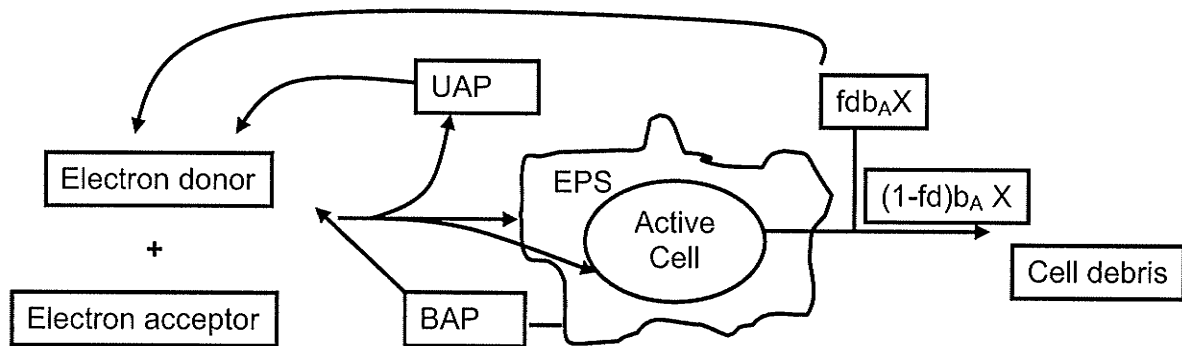 UAP
fdb_AX
Electron donor
EPS
(1-fd)b_A X
Active
Cell
+
Cell debris
Electron acceptor
BAP